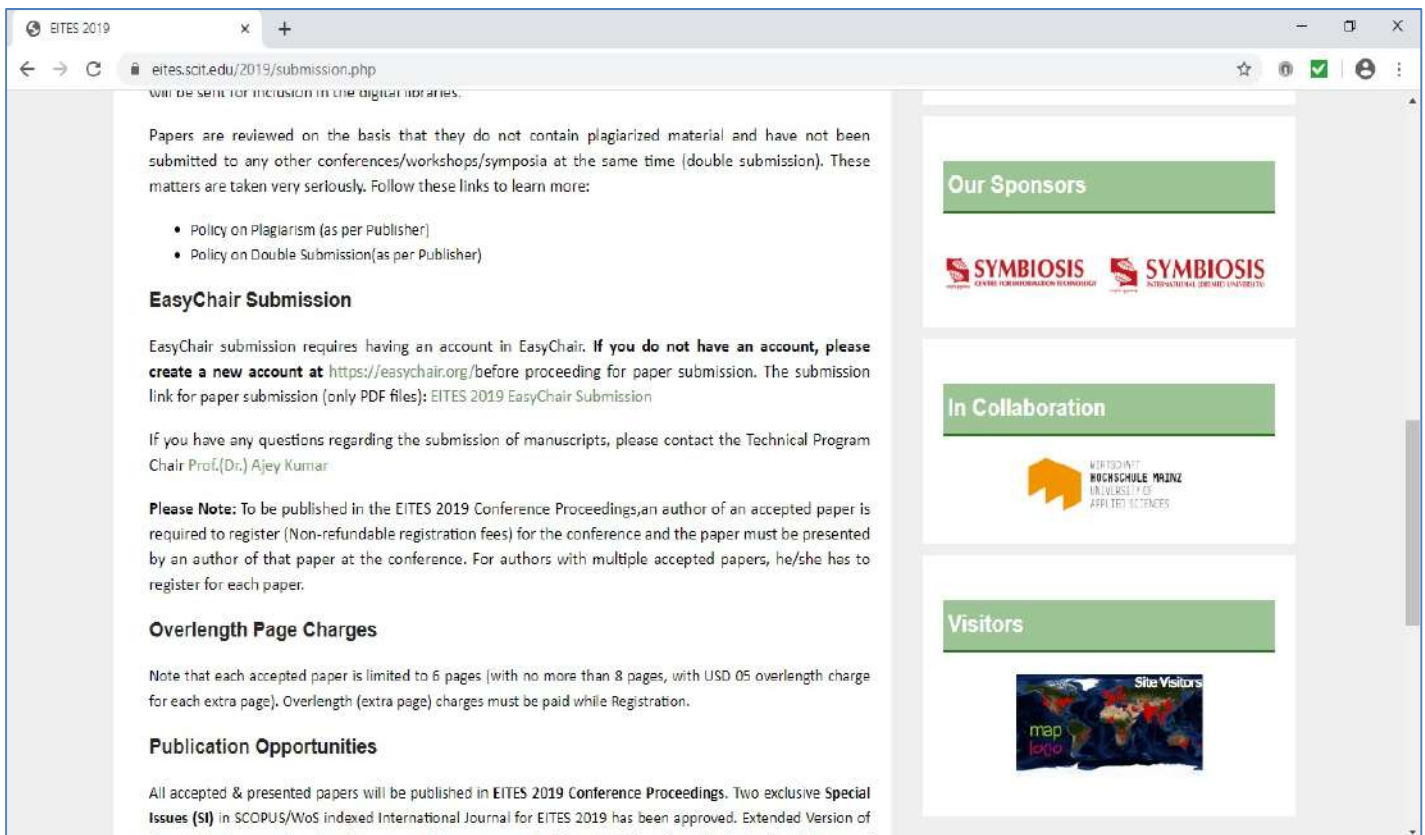 EITES 2019
eites.scit.edu/2019/submission.php
will be sent for inclusion in the digital libraries.
Papers are reviewed on the basis that they do not contain plagiarized material and have not been
submitted to any other conferences/workshops/symposia at the same time (double submission). These
matters are taken very seriously. Follow these links to learn more:
• Policy on Plagiarism (as per Publisher)
• Policy on Double Submission(as per Publisher)
EasyChair Submission
EasyChair submission requires having an account in EasyChair. If you do not have an account, please
create a new account at https://easychair.org/before proceeding for paper submission. The submission
link for paper submission (only PDF files): EITES 2019 EasyChair Submission
If you have any questions regarding the submission of manuscripts, please contact the Technical Program
Chair Prof.(Dr.) Ajey Kumar
Please Note: To be published in the EITES 2019 Conference Proceedings,an author of an accepted paper is
required to register (Non-refundable registration fees) for the conference and the paper must be presented
by an author of that paper at the conference. For authors with multiple accepted papers, he/she has to
register for each paper.
Overlength Page Charges
Note that each accepted paper is limited to 6 pages (with no more than 8 pages, with USD 05 overlength charge
for each extra page). Overlength (extra page) charges must be paid while Registration.
Publication Opportunities
All accepted & presented papers will be published in EITES 2019 Conference Proceedings. Two exclusive Special
Issues (SI) in SCOPUS/WoS indexed International Journal for EITES 2019 has been approved. Extended Version of
Our Sponsors
SYMBIOSIS
CENTRE FOR INFORMATION TECHNOLOGY
SYMBIOSIS
INTERNATIONAL (DEEMED UNIVERSITY)
In Collaboration
HOCHSCHULE MAINZ
UNIVERSITY OF
APPLIED SCIENCES
Visitors
Site Visitors
map
logo